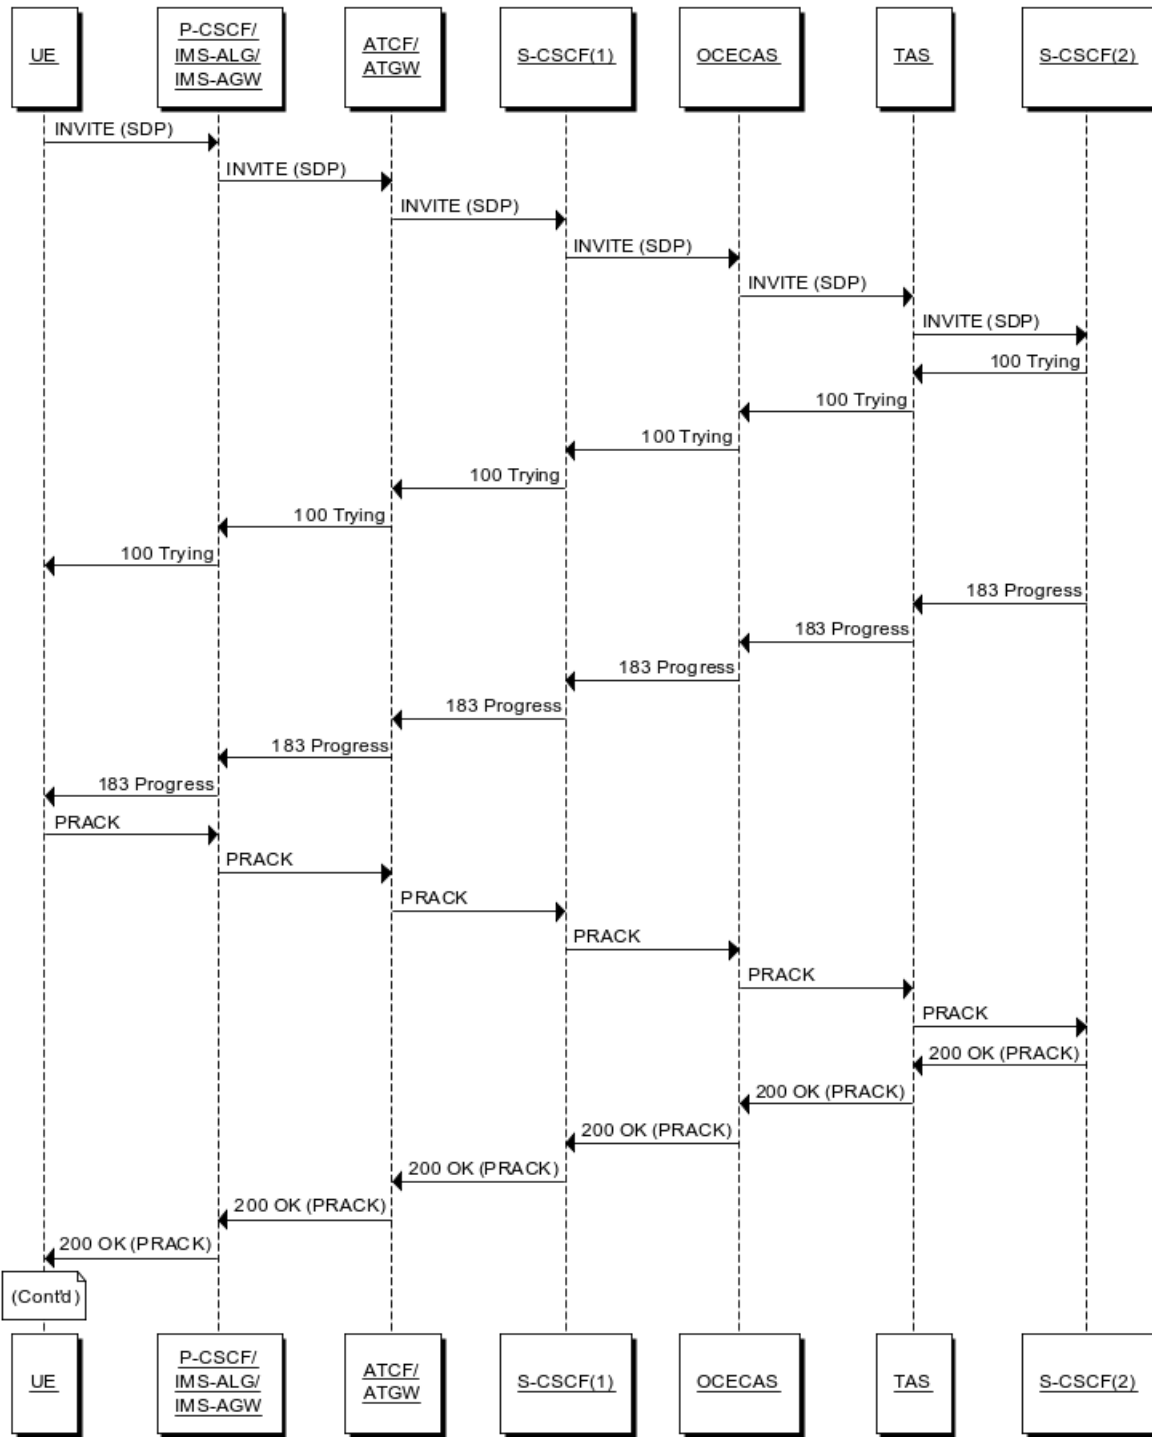 UE
P-CSCF/
IMS-ALG/
IMS-AGW
ATCF/
ATGW
S-CSCF(1)
OCECAS
TAS
S-CSCF(2)
INVITE (SDP)
INVITE (SDP)
INVITE (SDP)
INVITE (SDP)
INVITE (SDP)
INVITE (SDP)
100 Trying
100 Trying
100 Trying
100 Trying
100 Trying
100 Trying
183 Progress
183 Progress
183 Progress
183 Progress
183 Progress
183 Progress
PRACK
PRACK
PRACK
PRACK
PRACK
PRACK
200 OK (PRACK)
200 OK (PRACK)
200 OK (PRACK)
200 OK (PRACK)
200 OK (PRACK)
200 OK (PRACK)
(Cont'd)
UE
P-CSCF/
IMS-ALG/
IMS-AGW
ATCF/
ATGW
S-CSCF(1)
OCECAS
TAS
S-CSCF(2)